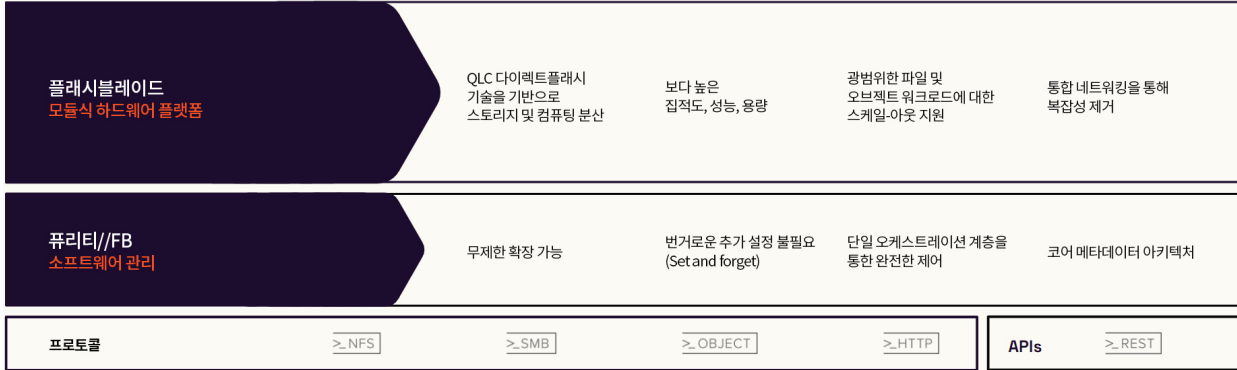 플래시블레이드
모듈식 하드웨어 플랫폼
QLC 다이렉트플래시
기술을 기반으로
스토리지 및 컴퓨팅 분산
보다 높은
집적도, 성능, 용량
광범위한 파일 및
오브젝트 워크로드에 대한
스케일-아웃 지원
통합 네트워킹을 통해
복잡성 제거
퓨리티//FB
소프트웨어 관리
무제한 확장 가능
번거로운 추가 설정 불필요
(Set and forget)
단일 오케스트레이션 계층을
통한 완전한 제어
코어 메타데이터 아키텍처
프로토콜
>_NFS
>_SMB
>_OBJECT
>_HTTP
APIs
>_REST